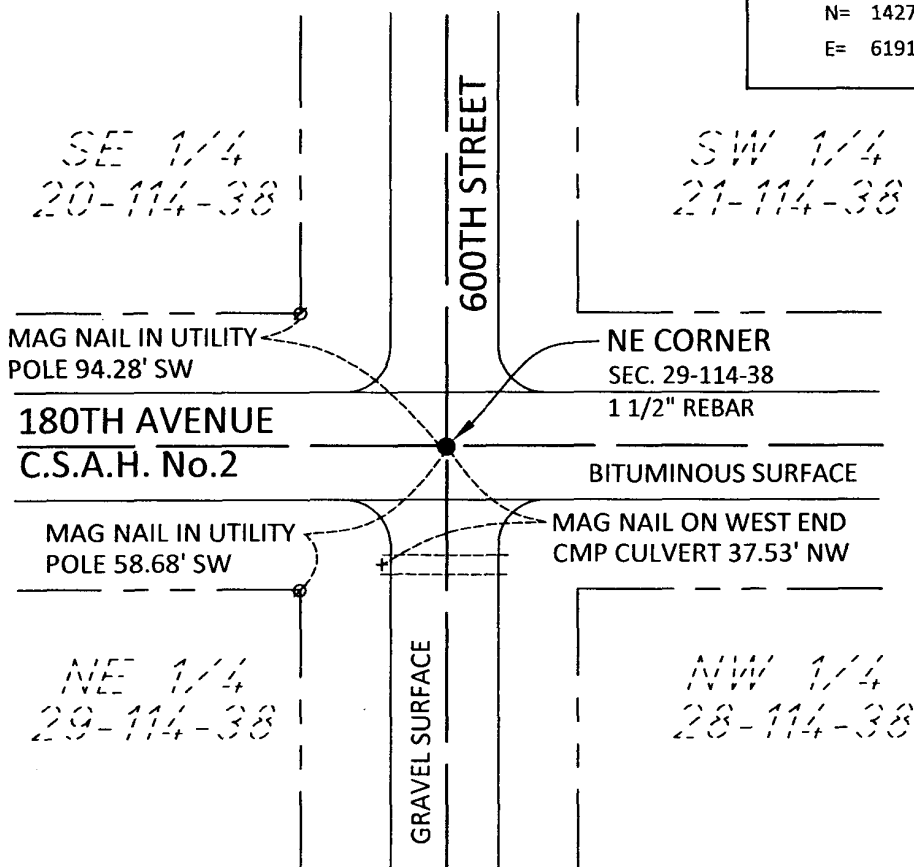 N= 1427
E= 6191
SE 1/4
20-114-38
SW 1/4
21-114-38
600TH STREET
MAG NAIL IN UTILITY
POLE 94.28' SW
NE CORNER
SEC. 29-114-38
1 1/2" REBAR
180TH AVENUE
C.S.A.H. No.2
BITUMINOUS SURFACE
MAG NAIL IN UTILITY
POLE 58.68' SW
MAG NAIL ON WEST END
CMP CULVERT 37.53' NW
NE 1/4
29-114-38
GRAVEL SURFACE
NW 1/4
28-114-38